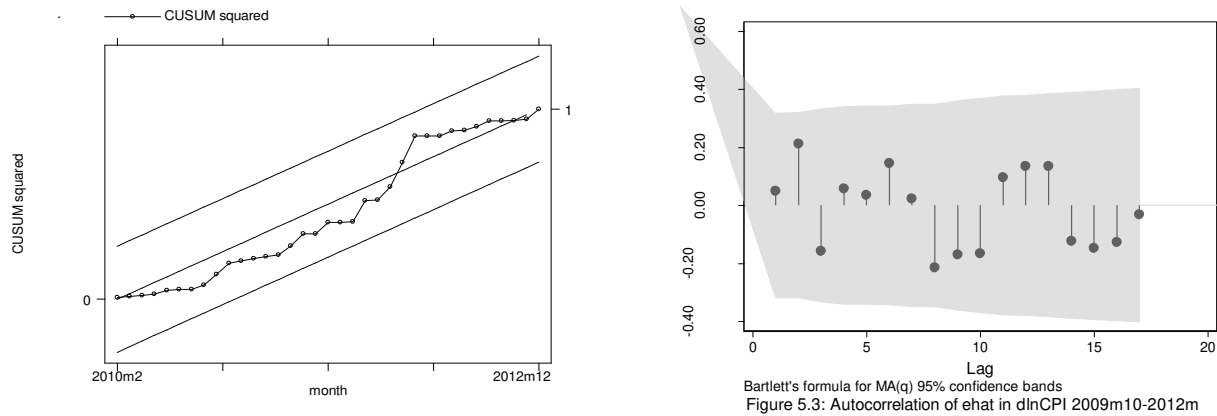 CUSUM squared
CUSUM squared
1
0
2010m2
2012m12
month
0.60
0.40
0.20
0.00
-0.20
-0.40
0
5
10
15
20
Lag
Bartlett's formula for MA(q) 95% confidence bands
Figure 5.3: Autocorrelation of ehat in dlnCPI 2009m10-2012m